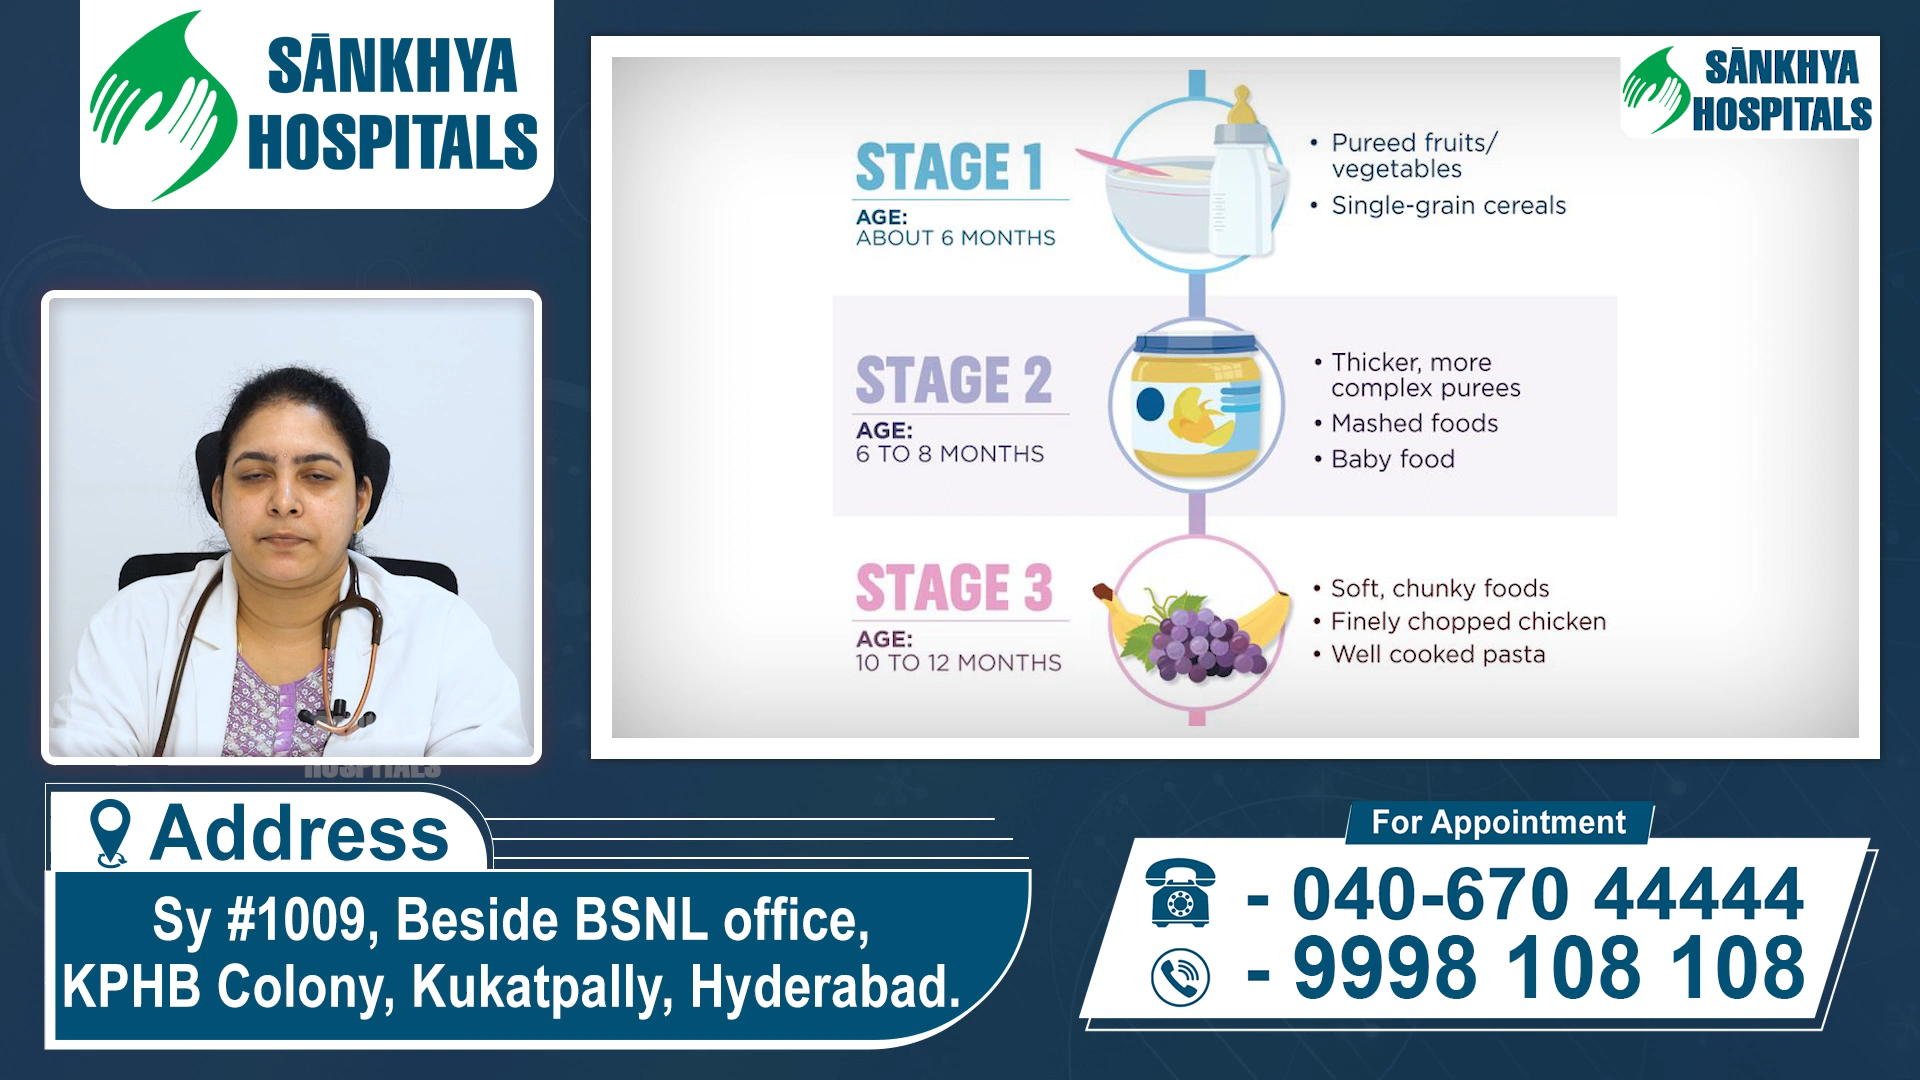 SĀNKHYA
HOSPITALS
SĀNKHYA
HOSPITALS
STAGE 1
AGE:
ABOUT 6 MONTHS
• Pureed fruits/
vegetables
• Single-grain cereals
STAGE 2
AGE:
6 TO 8 MONTHS
• Thicker, more
complex purees
• Mashed foods
• Baby food
STAGE 3
AGE:
10 TO 12 MONTHS
• Soft, chunky foods
• Finely chopped chicken
• Well cooked pasta
HOSPITALS
Address
Sy #1009, Beside BSNL office,
KPHB Colony, Kukatpally, Hyderabad.
For Appointment
- 040-670 44444
- 9998 108 108